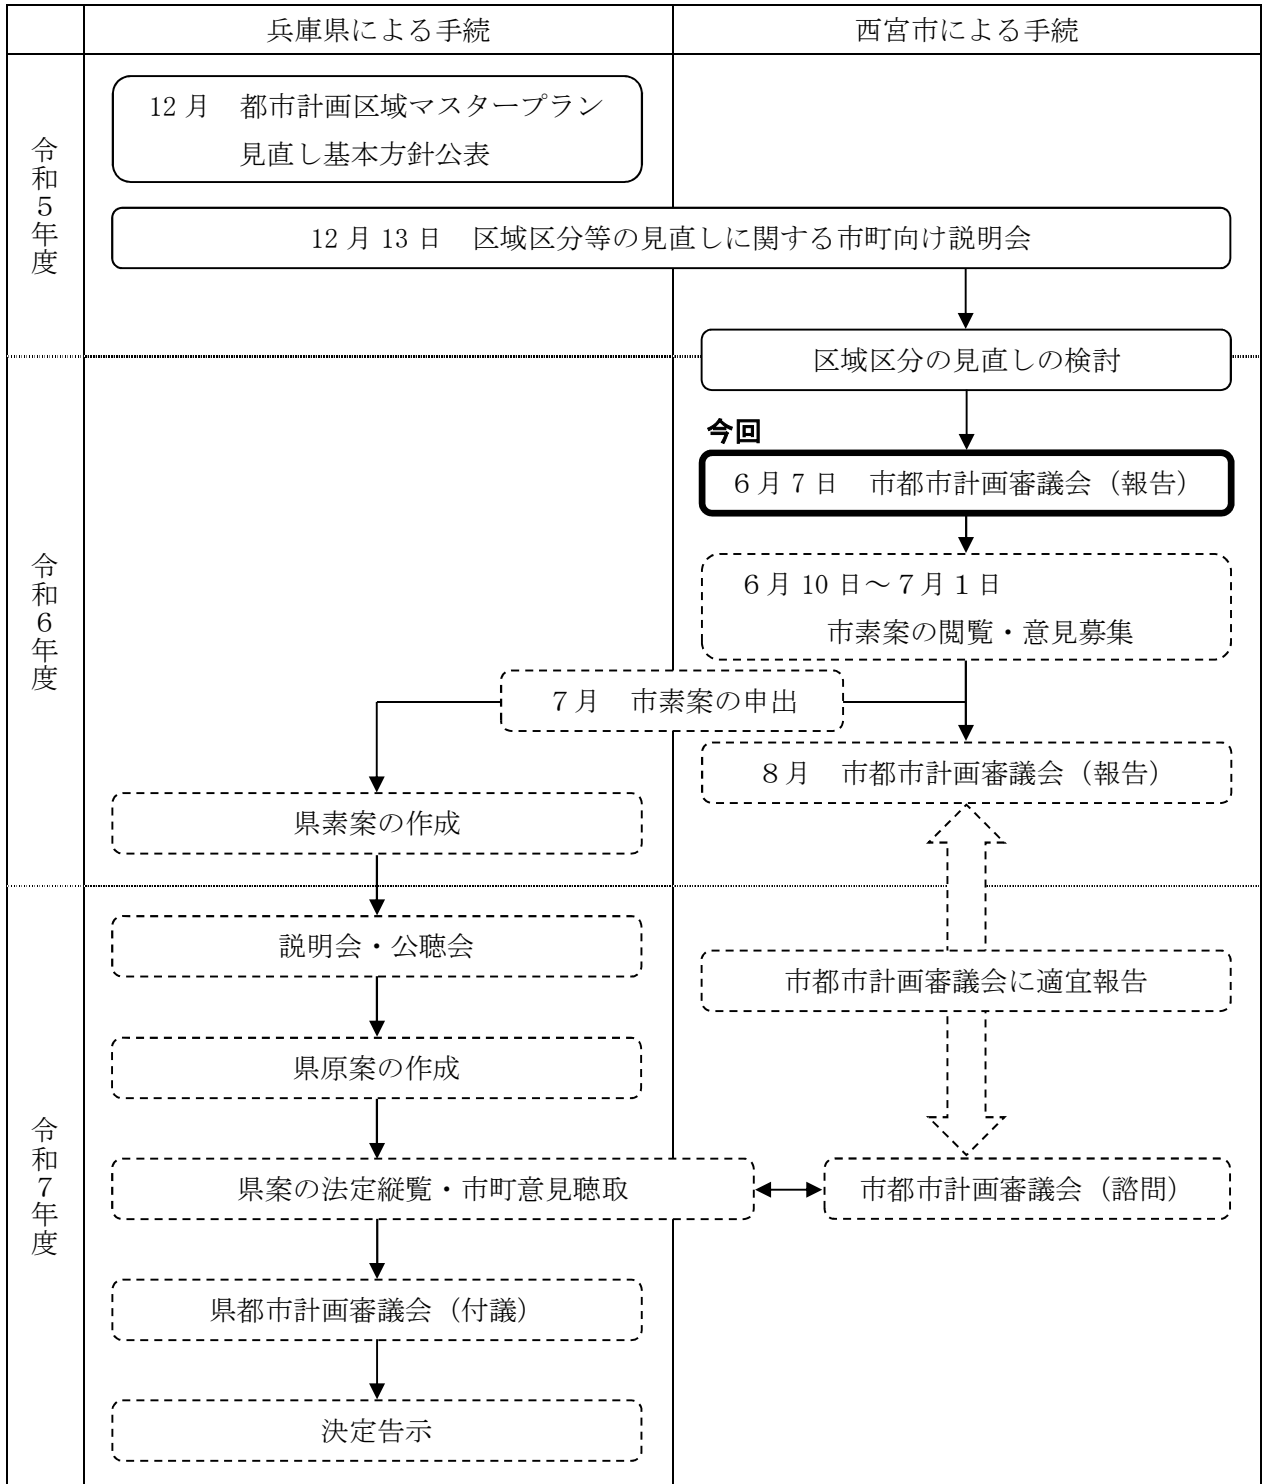 兵庫県による手続
西宮市による手続
令和5年度
12月　都市計画区域マスタープラン
見直し基本方針公表
12月13日　区域区分等の見直しに関する市町向け説明会
区域区分の見直しの検討
令和6年度
今回
6月7日　市都市計画審議会（報告）
6月10日～7月1日
市素案の閲覧・意見募集
7月　市素案の申出
8月　市都市計画審議会（報告）
県素案の作成
令和7年度
説明会・公聴会
市都市計画審議会に適宜報告
県原案の作成
県案の法定縦覧・市町意見聴取
市都市計画審議会（諮問）
県都市計画審議会（付議）
決定告示